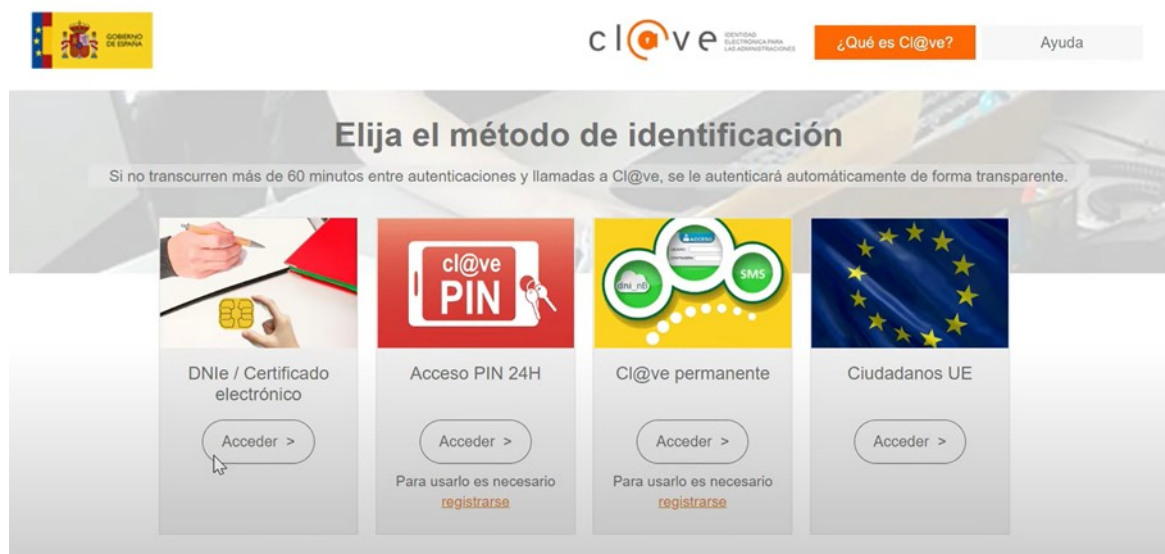 GOBIERNO
DE ESPAÑA
cl@ve
IDENTIDAD
ELECTRÓNICA PARA
LAS ADMINISTRACIONES
¿Qué es Cl@ve?
Ayuda
Elija el método de identificación
Si no transcurren más de 60 minutos entre autenticaciones y llamadas a Cl@ve, se le autenticará automáticamente de forma transparente.
cl@ve
PIN
ACCESO
dni_nB
SMS
DNIe / Certificado
electrónico
Acceso PIN 24H
Cl@ve permanente
Ciudadanos UE
Acceder >
Acceder >
Acceder >
Acceder >
Para usarlo es necesario
registrarse
Para usarlo es necesario
registrarse